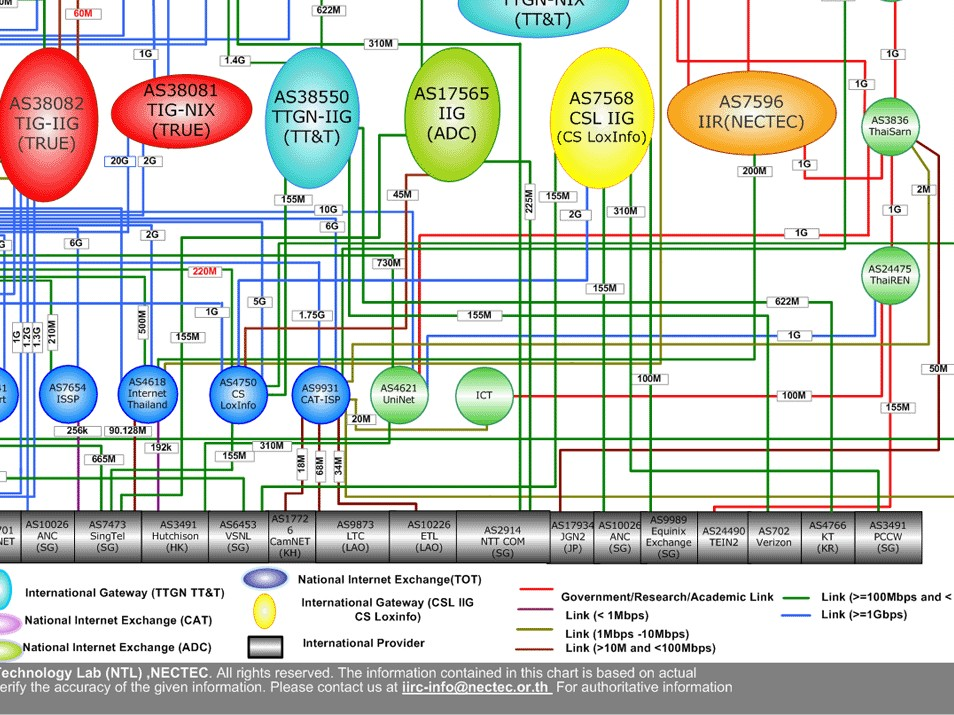 TTGN-NIX
(TT&T)
60M
622M
310M
1G
1.4G
1G
1G
AS38082
TIG-IIG
(TRUE)
AS38081
TIG-NIX
(TRUE)
AS38550
TTGN-IIG
(TT&T)
AS17565
IIG
(ADC)
AS7568
CSL IIG
(CS LoxInfo)
AS7596
IIR(NECTEC)
AS3836
ThaiSarn
20G
2G
1G
200M
2M
155M
45M
225M
155M
10G
2G
310M
1G
6G
1G
6G
2G
730M
220M
AS24475
ThaiREN
155M
5G
622M
1G
1.75G
155M
1G
1.2G
1.3G
210M
500M
155M
1G
50M
100M
AS7654
ISSP
AS4618
Internet
Thailand
AS4750
CS
LoxInfo
AS9931
CAT-ISP
AS4621
UniNet
ICT
100M
155M
20M
256k
90.128M
192k
310M
665M
155M
18M
68M
34M
AS10026
ANC
(SG)
AS7473
SingTel
(SG)
AS3491
Hutchison
(HK)
AS6453
VSNL
(SG)
AS1772
6
CamNET
(KH)
AS9873
LTC
(LAO)
AS10226
ETL
(LAO)
AS2914
NTT COM
(SG)
AS17934
JGN2
(JP)
AS10026
ANC
(SG)
AS9989
Equinix
Exchange
(SG)
AS24490
TEIN2
AS702
Verizon
AS4766
KT
(KR)
AS3491
PCCW
(SG)
International Gateway (TTGN TT&T)
National Internet Exchange (CAT)
National Internet Exchange (ADC)
National Internet Exchange(TOT)
International Gateway (CSL IIG
CS Loxinfo)
International Provider
Government/Research/Academic Link
Link (< 1Mbps)
Link (1Mbps -10Mbps)
Link (>10M and <100Mbps)
Link (>=100Mbps and <
Link (>=1Gbps)
Technology Lab (NTL) ,NECTEC. All rights reserved. The information contained in this chart is based on actual
erify the accuracy of the given information. Please contact us at iirc-info@nectec.or.th For authoritative information